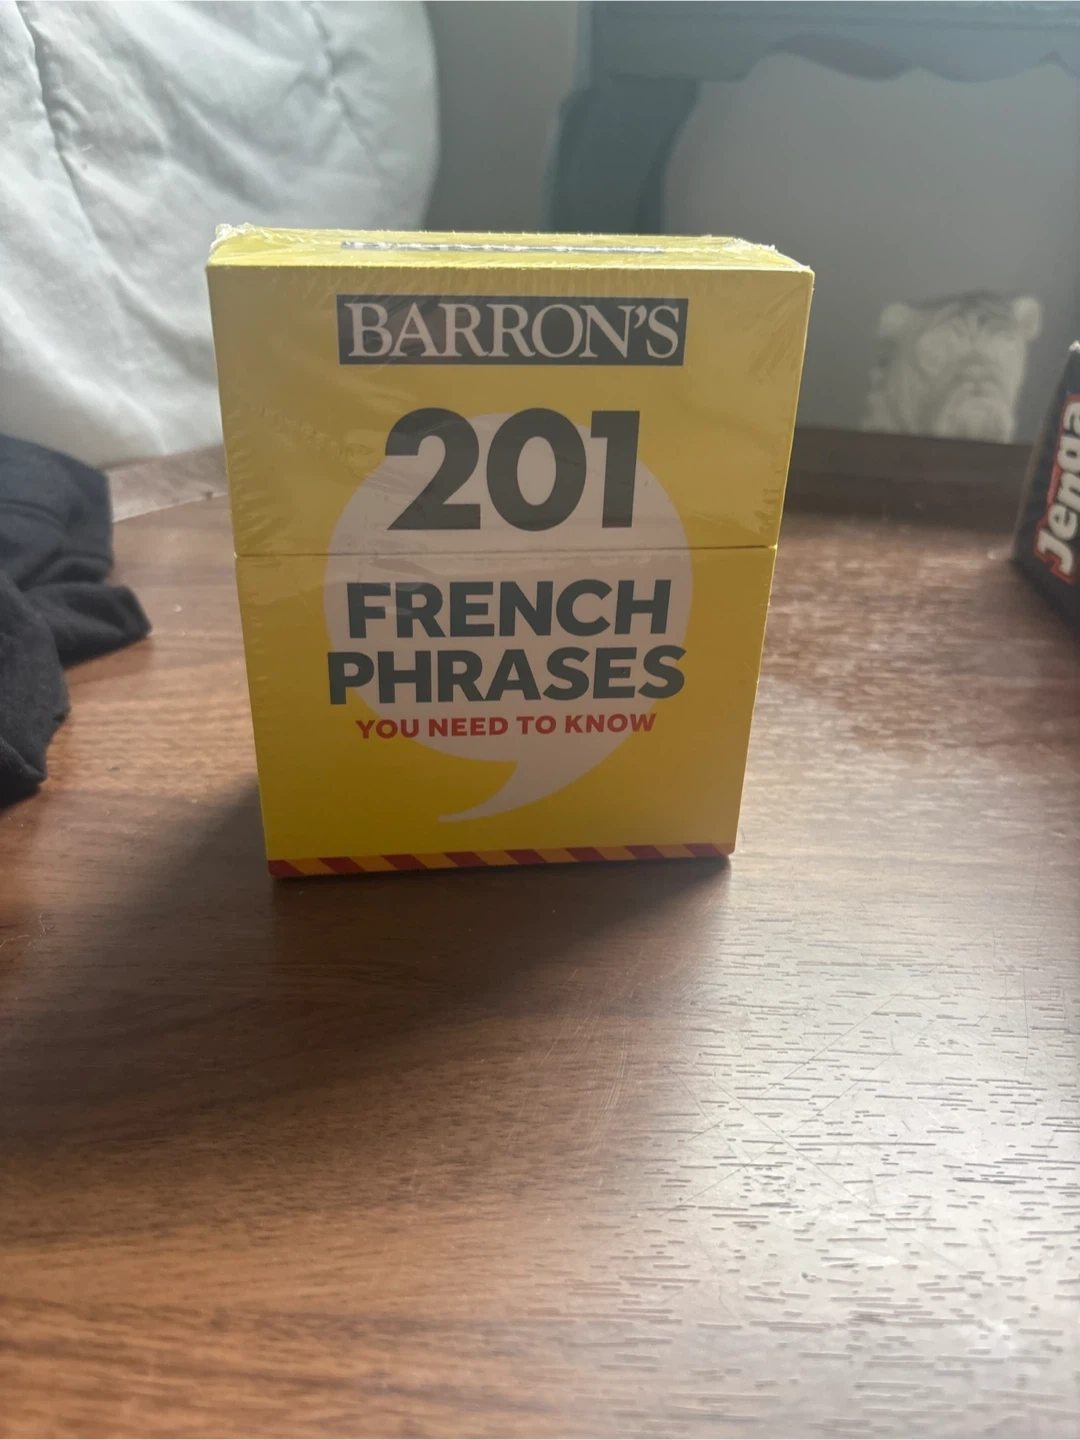 BARRON'S
201
FRENCH
PHRASES
YOU NEED TO KNOW
Jenga